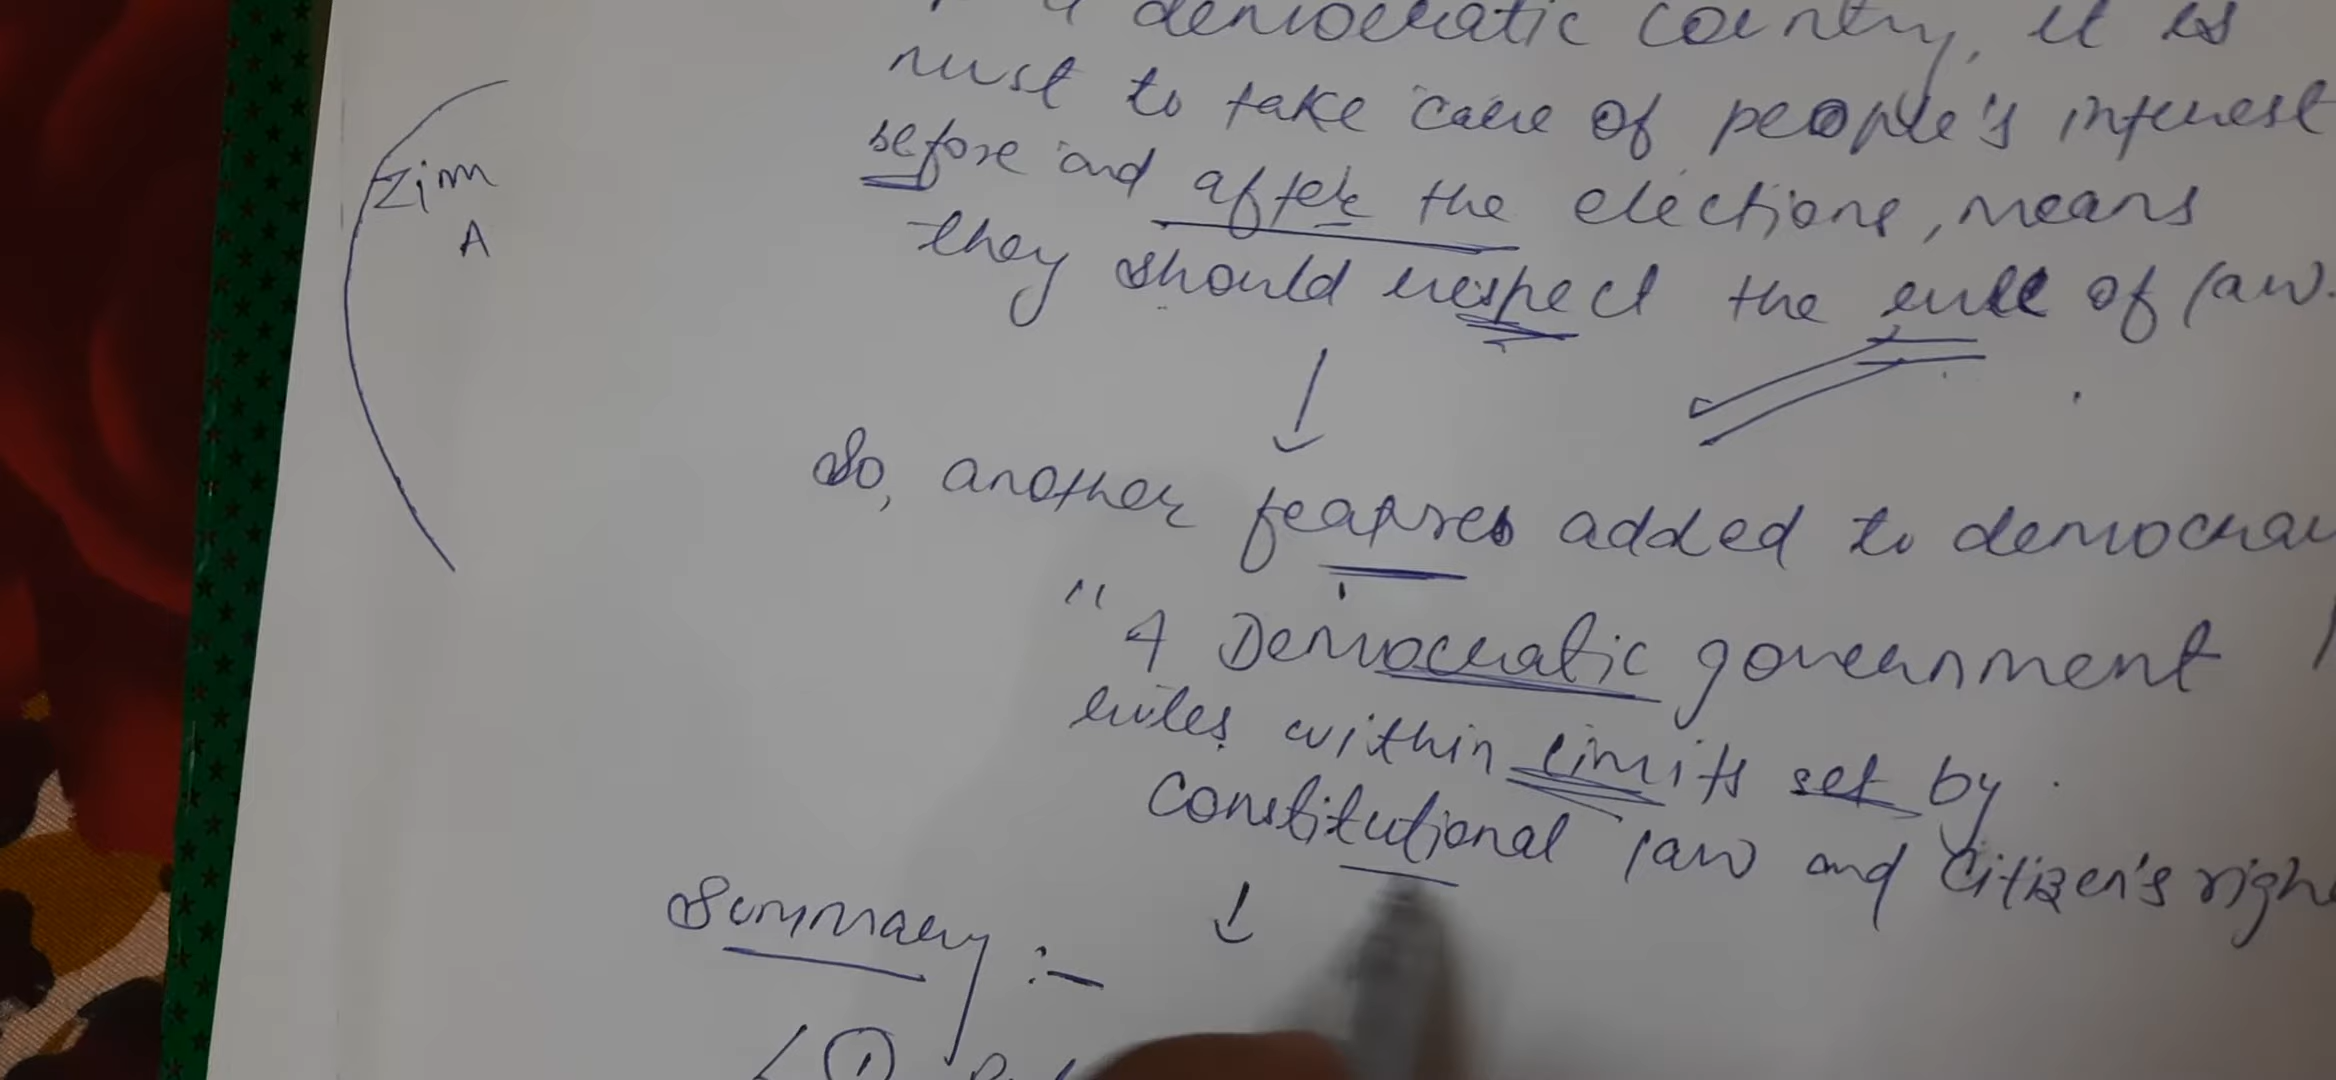 a democratic country, it is
must to take care of people's interest
before and after the elections, means
they should respect the rule of law.
Zim
A
So, another features added to democra
"A Democratic government
rules within limits set by
constitutional law and citizen's righ
Summary :-
1